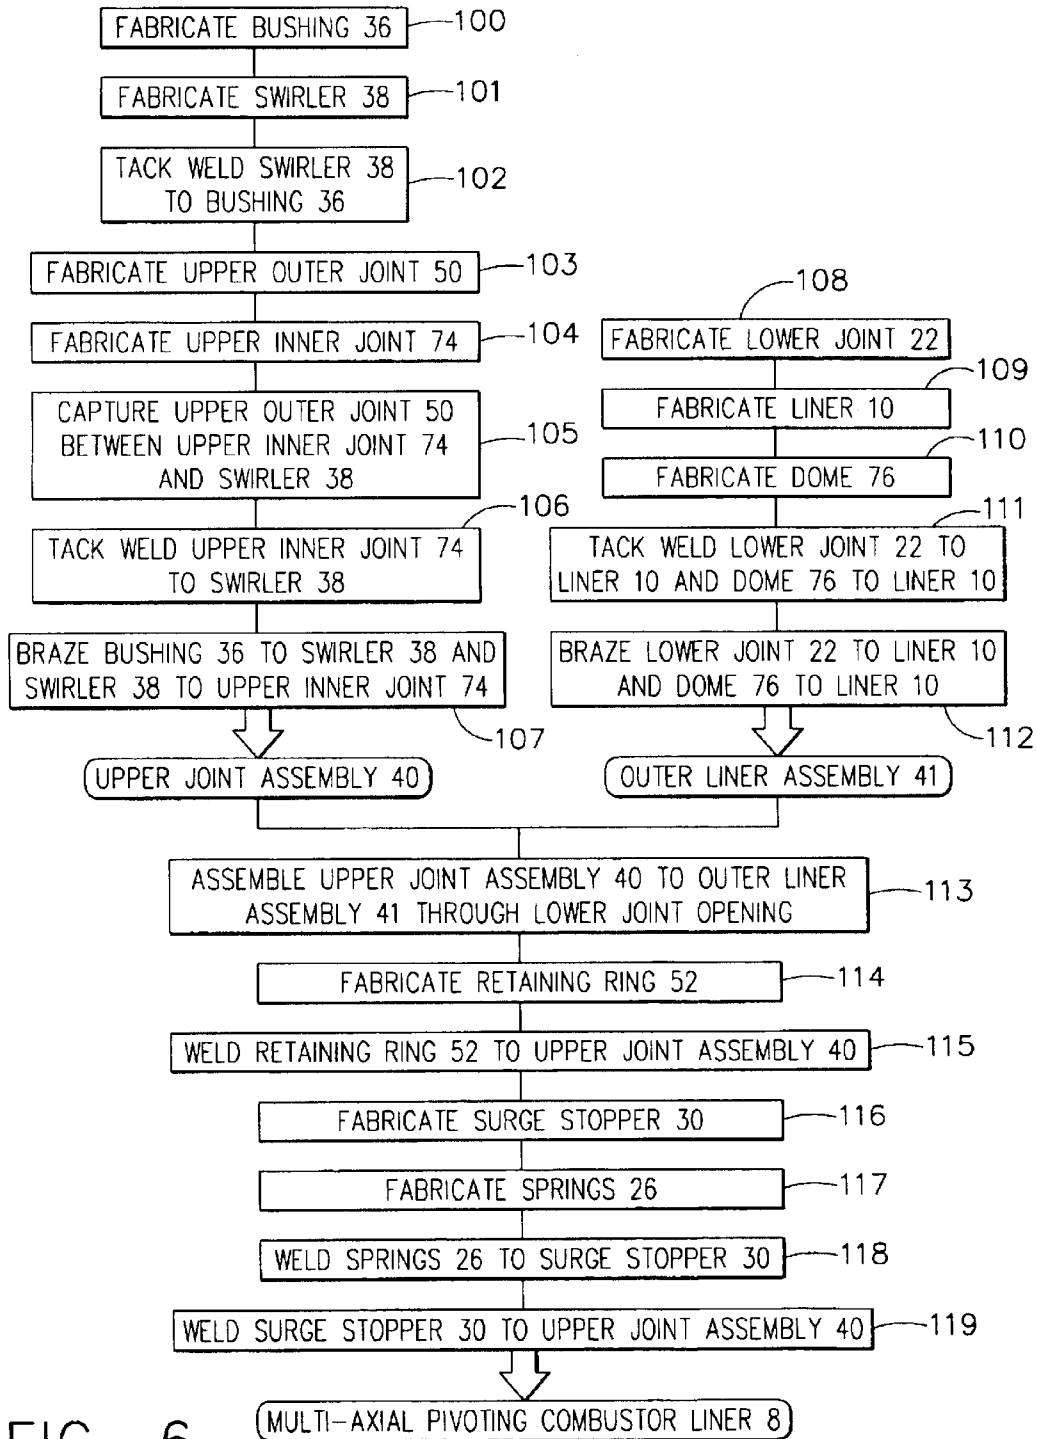 FABRICATE BUSHING 36
100
FABRICATE SWIRLER 38
101
TACK WELD SWIRLER 38
TO BUSHING 36
102
FABRICATE UPPER OUTER JOINT 50
103
FABRICATE UPPER INNER JOINT 74
104
CAPTURE UPPER OUTER JOINT 50
BETWEEN UPPER INNER JOINT 74
AND SWIRLER 38
105
106
TACK WELD UPPER INNER JOINT 74
TO SWIRLER 38
BRAZE BUSHING 36 TO SWIRLER 38 AND
SWIRLER 38 TO UPPER INNER JOINT 74
107
UPPER JOINT ASSEMBLY 40
108
FABRICATE LOWER JOINT 22
109
FABRICATE LINER 10
110
FABRICATE DOME 76
111
TACK WELD LOWER JOINT 22 TO
LINER 10 AND DOME 76 TO LINER 10
BRAZE LOWER JOINT 22 TO LINER 10
AND DOME 76 TO LINER 10
112
OUTER LINER ASSEMBLY 41
ASSEMBLE UPPER JOINT ASSEMBLY 40 TO OUTER LINER
ASSEMBLY 41 THROUGH LOWER JOINT OPENING
113
FABRICATE RETAINING RING 52
114
WELD RETAINING RING 52 TO UPPER JOINT ASSEMBLY 40
115
FABRICATE SURGE STOPPER 30
116
FABRICATE SPRINGS 26
117
WELD SPRINGS 26 TO SURGE STOPPER 30
118
WELD SURGE STOPPER 30 TO UPPER JOINT ASSEMBLY 40
119
MULTI-AXIAL PIVOTING COMBUSTOR LINER 8
FIG. 6